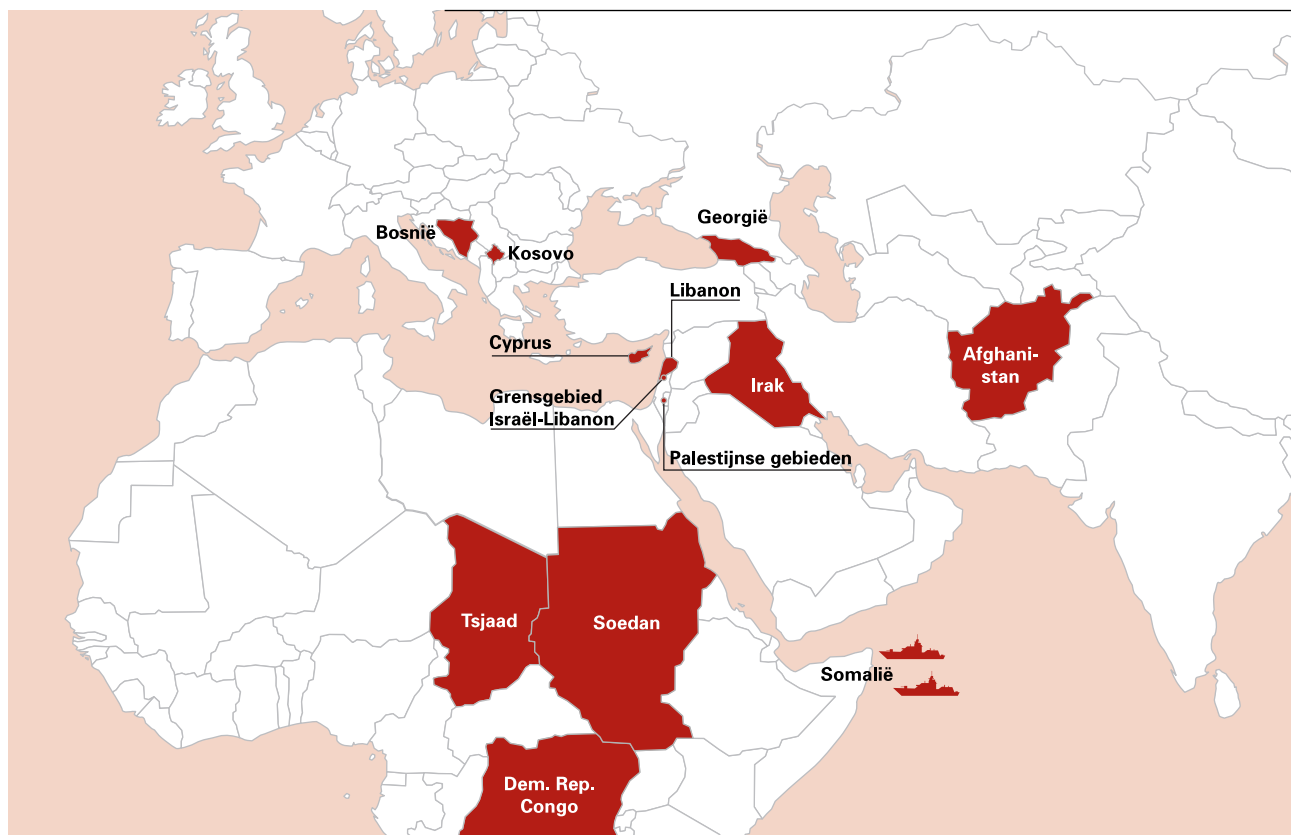 Georgië
Bosnië
Kosovo
Libanon
Cyprus
Afghani-
stan
Irak
Grensgebied
Israël-Libanon
Palestijnse gebieden
Tsjaad
Soedan
Somalië
Dem. Rep.
Congo